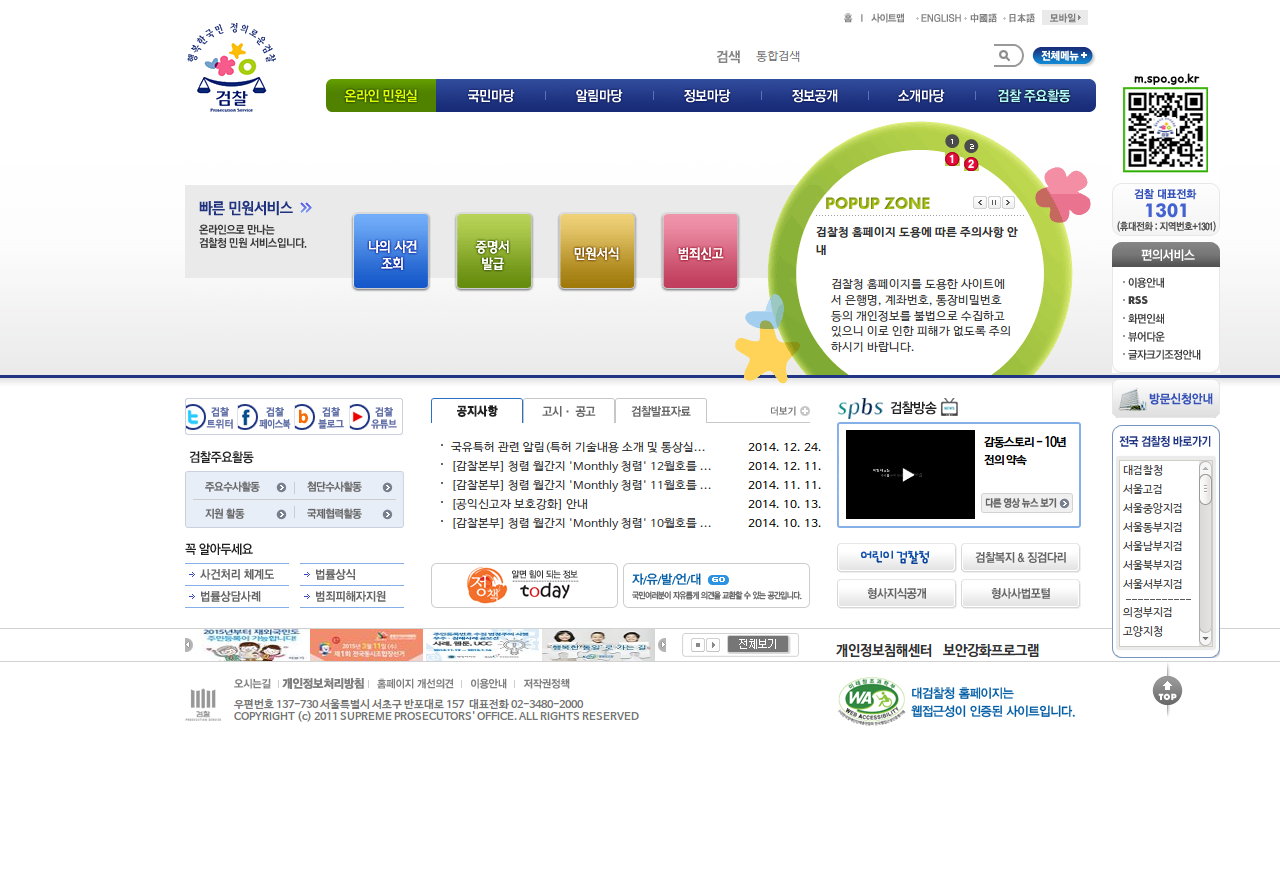 홈 사이트맵 ENGLISH 中國語 日本語 모바일
행복한국민 정의로운검찰
검찰
Prosecution Service
검색 통합검색 전체메뉴 +
온라인 민원실 국민마당 알림마당 정보마당 정보공개 소개마당 검찰 주요활동
m.spo.go.kr
검찰 대표전화
1301
(휴대전화 : 지역번호+1301)
편의서비스
· 이용안내
· RSS
· 화면인쇄
· 뷰어다운
· 글자크기조정안내
방문신청안내
전국 검찰청 바로가기
대검찰청
서울고검
서울중앙지검
서울동부지검
서울남부지검
서울북부지검
서울서부지검
-----------
의정부지검
고양지청
TOP
빠른 민원서비스
온라인으로 만나는
검찰청 민원 서비스입니다.
나의 사건
조회
증명서
발급
민원서식
범죄신고
1 2
1 2
POPUP ZONE
검찰청 홈페이지 도용에 따른 주의사항 안
내
검찰청 홈페이지를 도용한 사이트에
서 은행명, 계좌번호, 통장비밀번호
등의 개인정보를 불법으로 수집하고
있으니 이로 인한 피해가 없도록 주의
하시기 바랍니다.
검찰 트위터
검찰 페이스북
검찰 블로그
검찰 유튜브
검찰주요활동
주요수사활동 첨단수사활동
지원 활동 국제협력활동
꼭 알아두세요
사건처리 체계도 법률상식
법률상담사례 범죄피해자지원
공지사항 고시 · 공고 검찰발표자료 더보기
· 국유특허 관련 알림(특허 기술내용 소개 및 통상실... 2014. 12. 24.
· [검찰본부] 청렴 월간지 'Monthly 청렴' 12월호를 ... 2014. 12. 11.
· [검찰본부] 청렴 월간지 'Monthly 청렴' 11월호를 ... 2014. 11. 11.
· [공익신고자 보호강화] 안내 2014. 10. 13.
· [검찰본부] 청렴 월간지 'Monthly 청렴' 10월호를 ... 2014. 10. 13.
정책
알면 힘이 되는 정보
today
자/유/발/언/대 GO
국민여러분이 자유롭게 의견을 교환할 수 있는 공간입니다.
spbs 검찰방송 NEWS
감동스토리 - 10년
전의 약속
다른 영상 뉴스 보기
어린이 검찰청 검찰복지 & 징검다리
형사지식공개 형사사법포털
2015년부터 재외국민도
주민등록이 가능합니다!
2015년 3월 11일 (수)
제1회 전국동시조합장선거
사례, 웹툰, UCC
행복한 통일로 가는 길
전체보기
개인정보침해센터 보안강화프로그램
오시는길 개인정보처리방침 홈페이지 개선의견 이용안내 저작권정책
검찰
PROSECUTION SERVICE
우편번호 137-730 서울특별시 서초구 반포대로 157 대표전화 02-3480-2000
COPYRIGHT (c) 2011 SUPREME PROSECUTORS' OFFICE. ALL RIGHTS RESERVED
WA
WEB ACCESSIBILITY
대검찰청 홈페이지는
웹접근성이 인증된 사이트입니다.